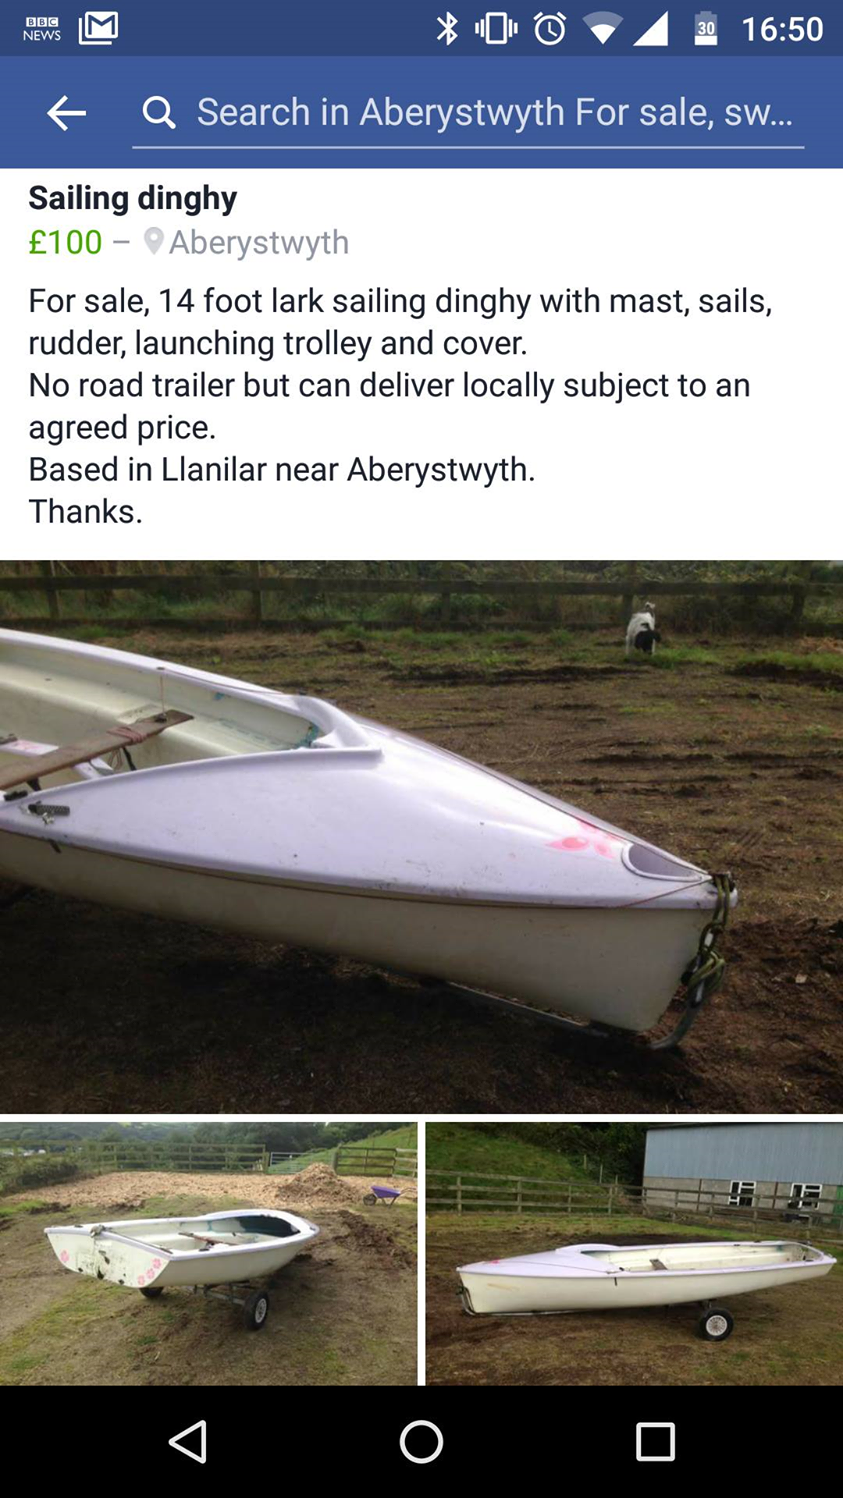 BBC
NEWS
30
16:50
Search in Aberystwyth For sale, sw...
Sailing dinghy
£100 – Aberystwyth
For sale, 14 foot lark sailing dinghy with mast, sails,
rudder, launching trolley and cover.
No road trailer but can deliver locally subject to an
agreed price.
Based in Llanilar near Aberystwyth.
Thanks.